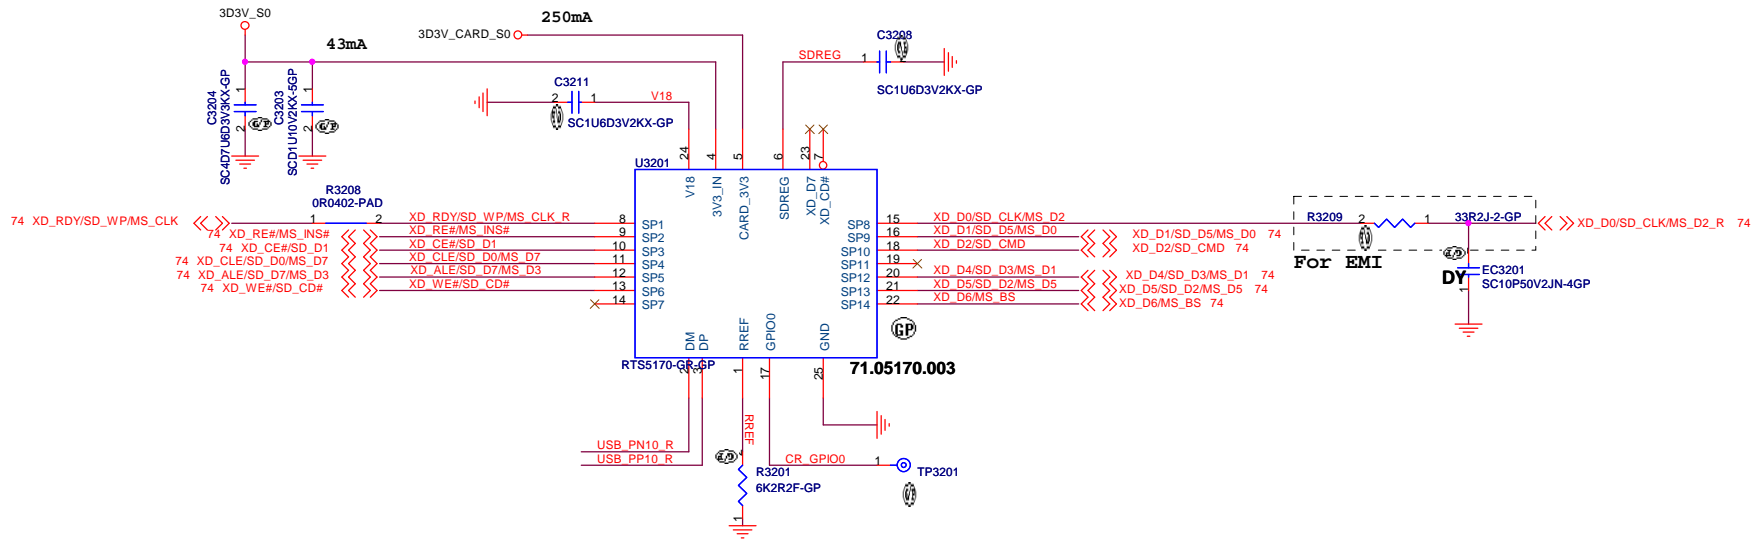 3D3V_S0
250mA
3D3V_CARD_S0
43mA
C3204
SC4D7U6D3V3KX-GP
1
2
C3203
SCD1U10V2KX-5GP
1
2
C3211
2
1
V18
SC1U6D3V2KX-GP
SDREG
C3208
1
2
SC1U6D3V2KX-GP
U3201
24
4
5
6
23
7
V18
3V3_IN
CARD_3V3
SDREG
XD_D7
XD_CD#
R3208
0R0402-PAD
74 XD_RDY/SD_WP/MS_CLK
1
2
XD_RDY/SD_WP/MS_CLK_R
8
SP1
74 XD_RE#/MS_INS#
XD_RE#/MS_INS#
9
SP2
74 XD_CE#/SD_D1
XD_CE#/SD_D1
10
SP3
74 XD_CLE/SD_D0/MS_D7
XD_CLE/SD_D0/MS_D7
11
SP4
74 XD_ALE/SD_D7/MS_D3
XD_ALE/SD_D7/MS_D3
12
SP5
74 XD_WE#/SD_CD#
XD_WE#/SD_CD#
13
SP6
14
SP7
SP8
15
XD_D0/SD_CLK/MS_D2
SP9
16
XD_D1/SD_D5/MS_D0
XD_D1/SD_D5/MS_D0 74
SP10
18
XD_D2/SD_CMD
XD_D2/SD_CMD 74
SP11
19
SP12
20
XD_D4/SD_D3/MS_D1
XD_D4/SD_D3/MS_D1 74
SP13
21
XD_D5/SD_D2/MS_D5
XD_D5/SD_D2/MS_D5 74
SP14
22
XD_D6/MS_BS
XD_D6/MS_BS 74
R3209
2
1
33R2J-2-GP
XD_D0/SD_CLK/MS_D2_R 74
For EMI
DY
EC3201
SC10P50V2JN-4GP
1
GP
DM
DP
RREF
GPIO0
GND
RTS5170-GR-GP
71.05170.003
2
3
1
17
25
USB_PN10_R
USB_PP10_R
RREF
R3201
6K2R2F-GP
1
CR_GPIO0
1
TP3201